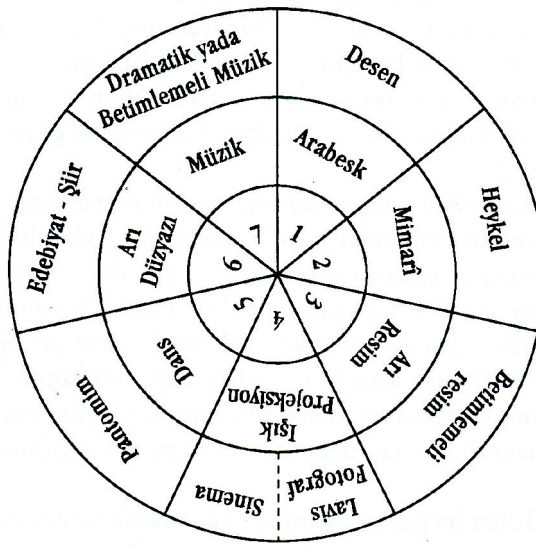 Dramatik yada
Betimlemeli Müzik
Desen
Heykel
Betimlemeli
resim
Lavis
Fotograf
Sinema
Pantomim
Edebiyat - Şiir
Müzik
Arabesk
Mimarî
Arı
Resim
Işık
Projeksiyon
Dans
Arı
Düzyazı
1
2
3
4
5
6
7